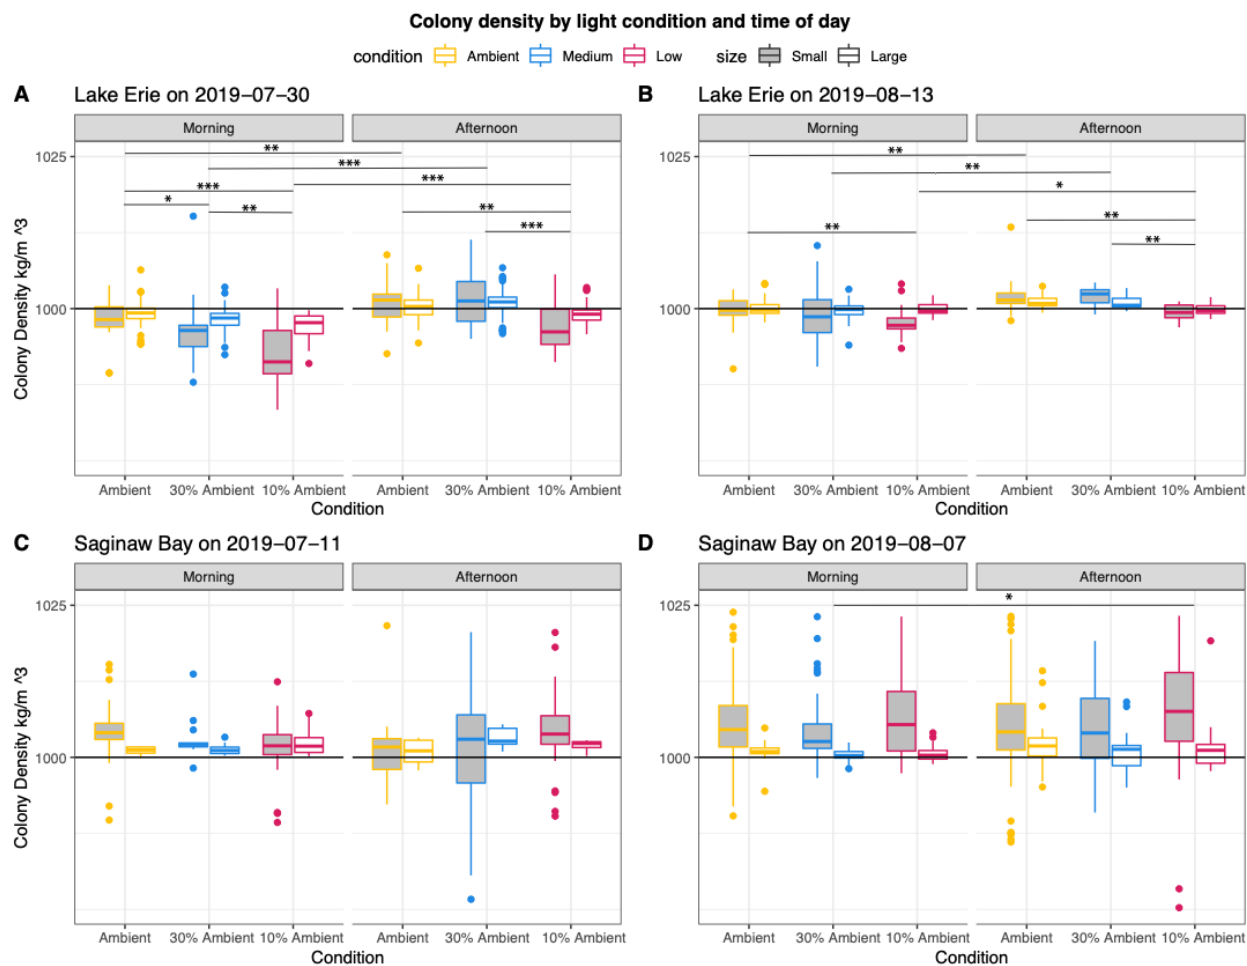 Colony density by light condition and time of day
condition Ambient Medium Low size Small Large
A Lake Erie on 2019−07−30
Morning Afternoon
1025
1000
** 
***
***
***
*
**
**
***
Colony Density kg/m ^3
Ambient 30% Ambient 10% Ambient Ambient 30% Ambient 10% Ambient
Condition
B Lake Erie on 2019−08−13
Morning Afternoon
1025
1000
**
**
*
**
**
**
Ambient 30% Ambient 10% Ambient Ambient 30% Ambient 10% Ambient
Condition
C Saginaw Bay on 2019−07−11
Morning Afternoon
1025
1000
Colony Density kg/m ^3
Ambient 30% Ambient 10% Ambient Ambient 30% Ambient 10% Ambient
Condition
D Saginaw Bay on 2019−08−07
Morning Afternoon
1025
1000
*
Ambient 30% Ambient 10% Ambient Ambient 30% Ambient 10% Ambient
Condition